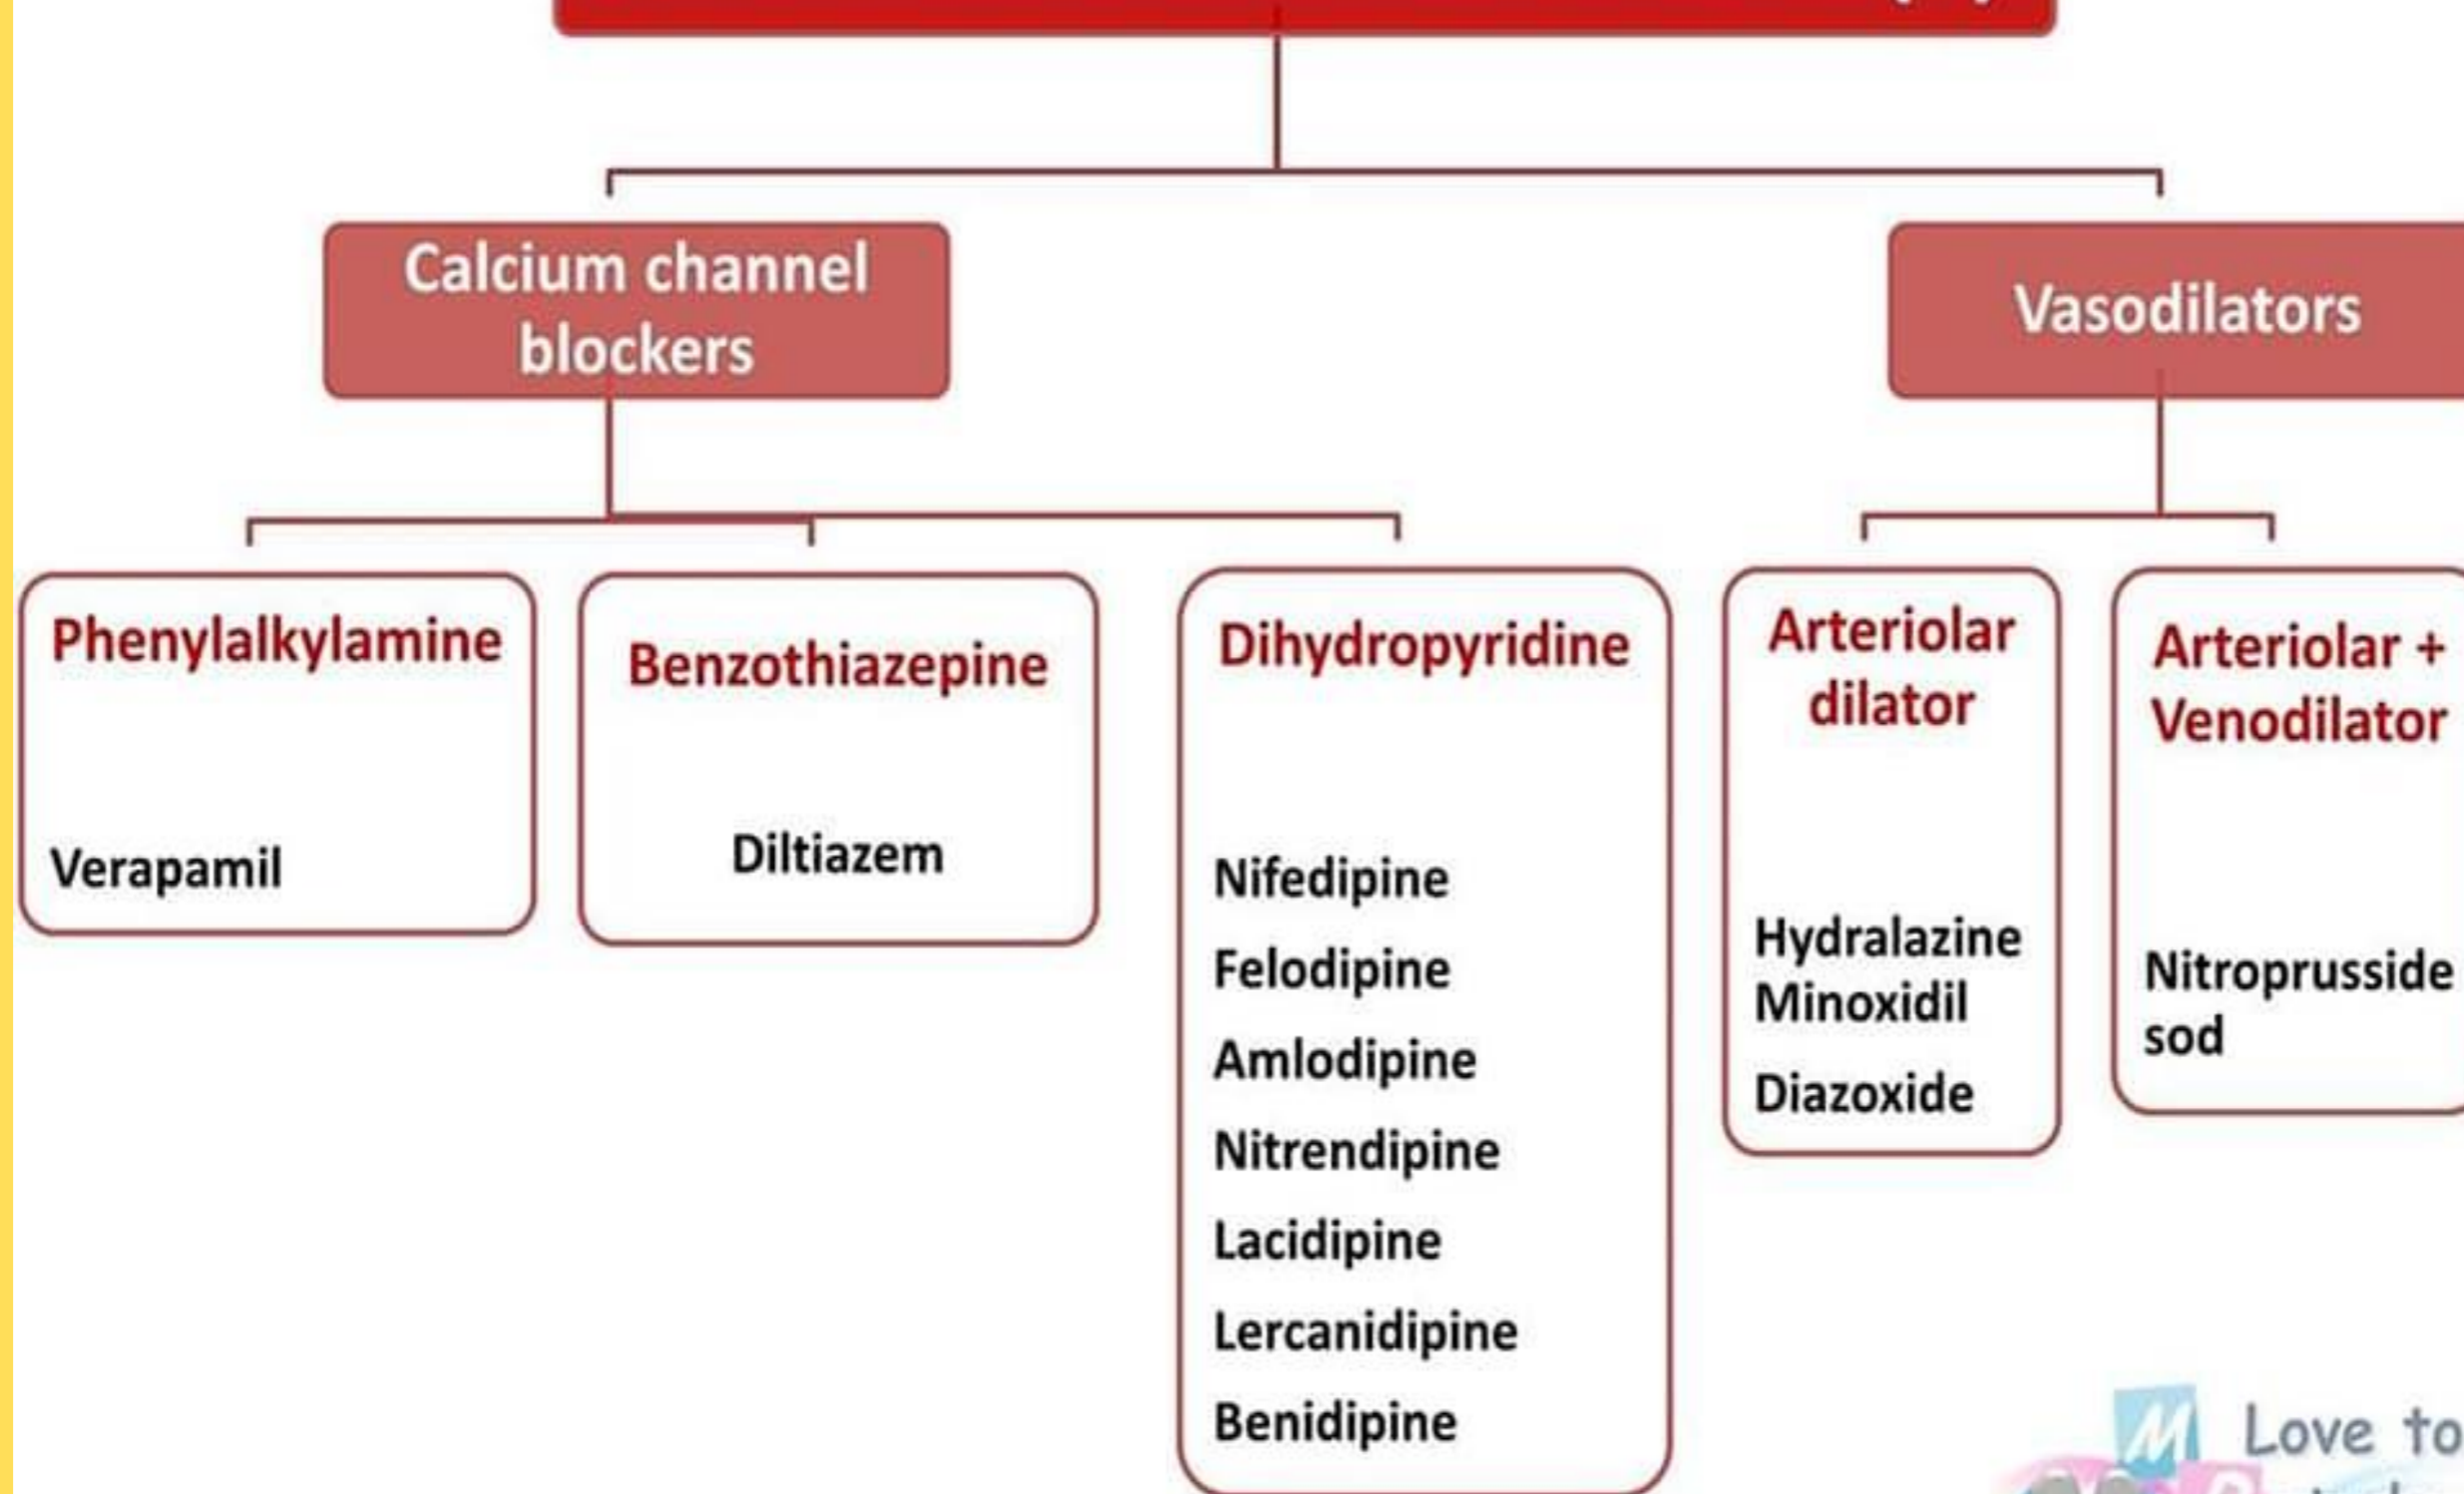 Calcium channel
blockers
Vasodilators
Phenylalkylamine
Verapamil
Benzothiazepine
Diltiazem
Dihydropyridine
Nifedipine
Felodipine
Amlodipine
Nitrendipine
Lacidipine
Lercanidipine
Benidipine
Arteriolar
dilator
Hydralazine
Minoxidil
Diazoxide
Arteriolar +
Venodilator
Nitroprusside
sod
M Love to